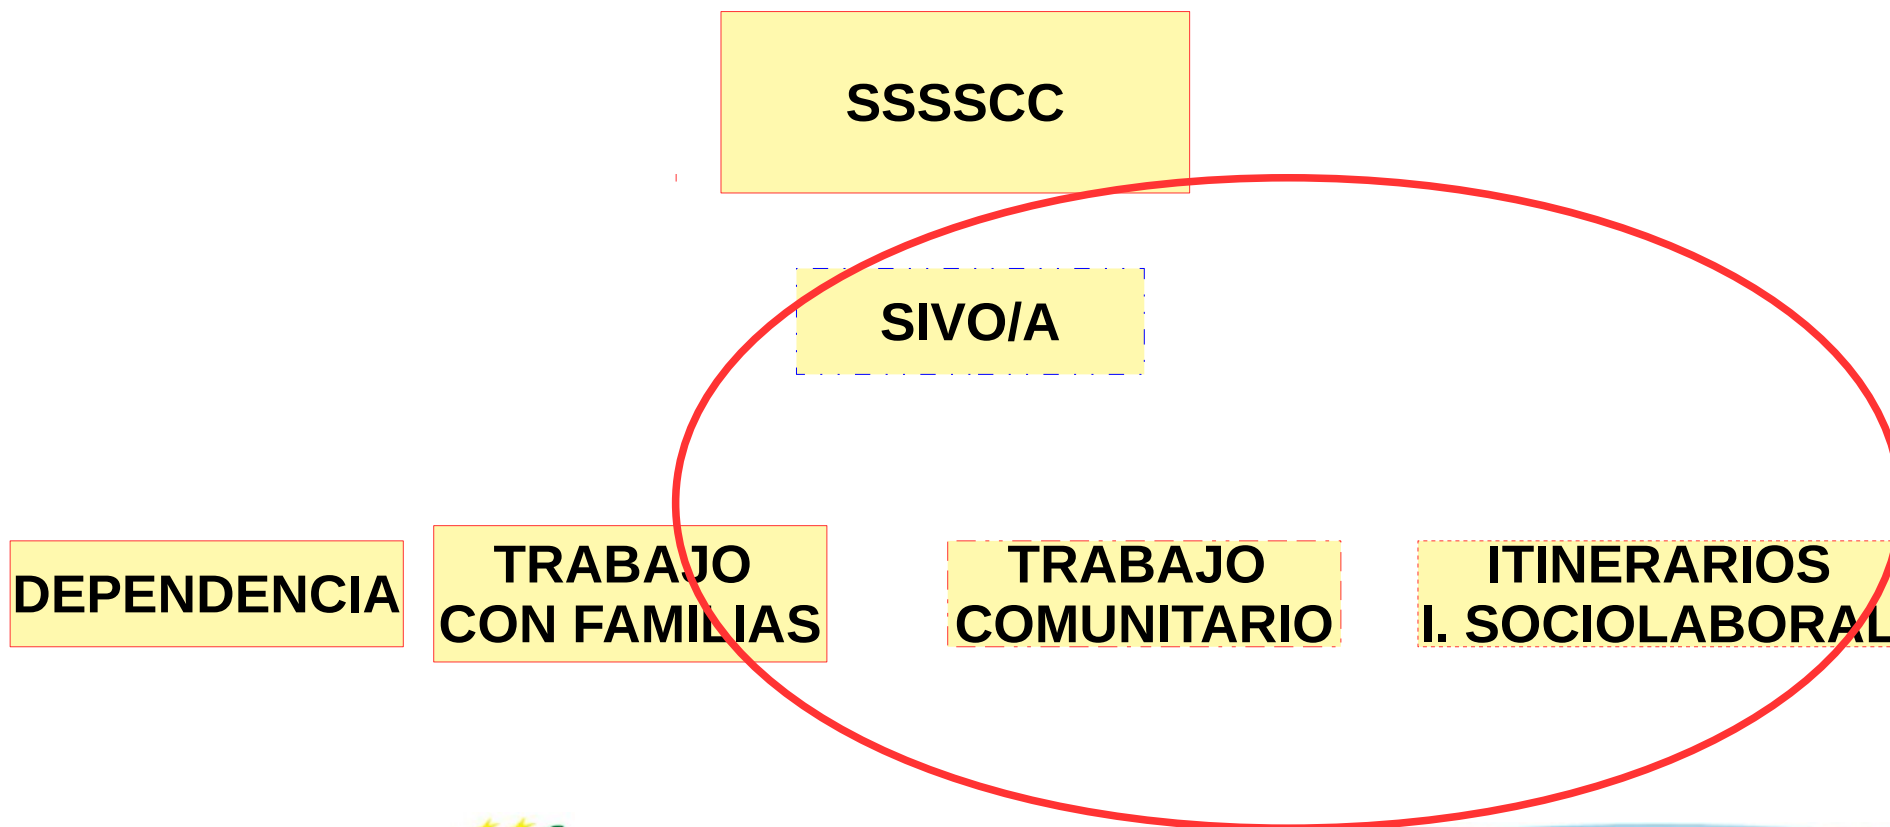 SSSSCC
SIVO/A
DEPENDENCIA
TRABAJO
CON FAMILIAS
TRABAJO
COMUNITARIO
ITINERARIOS
I. SOCIOLABORAL